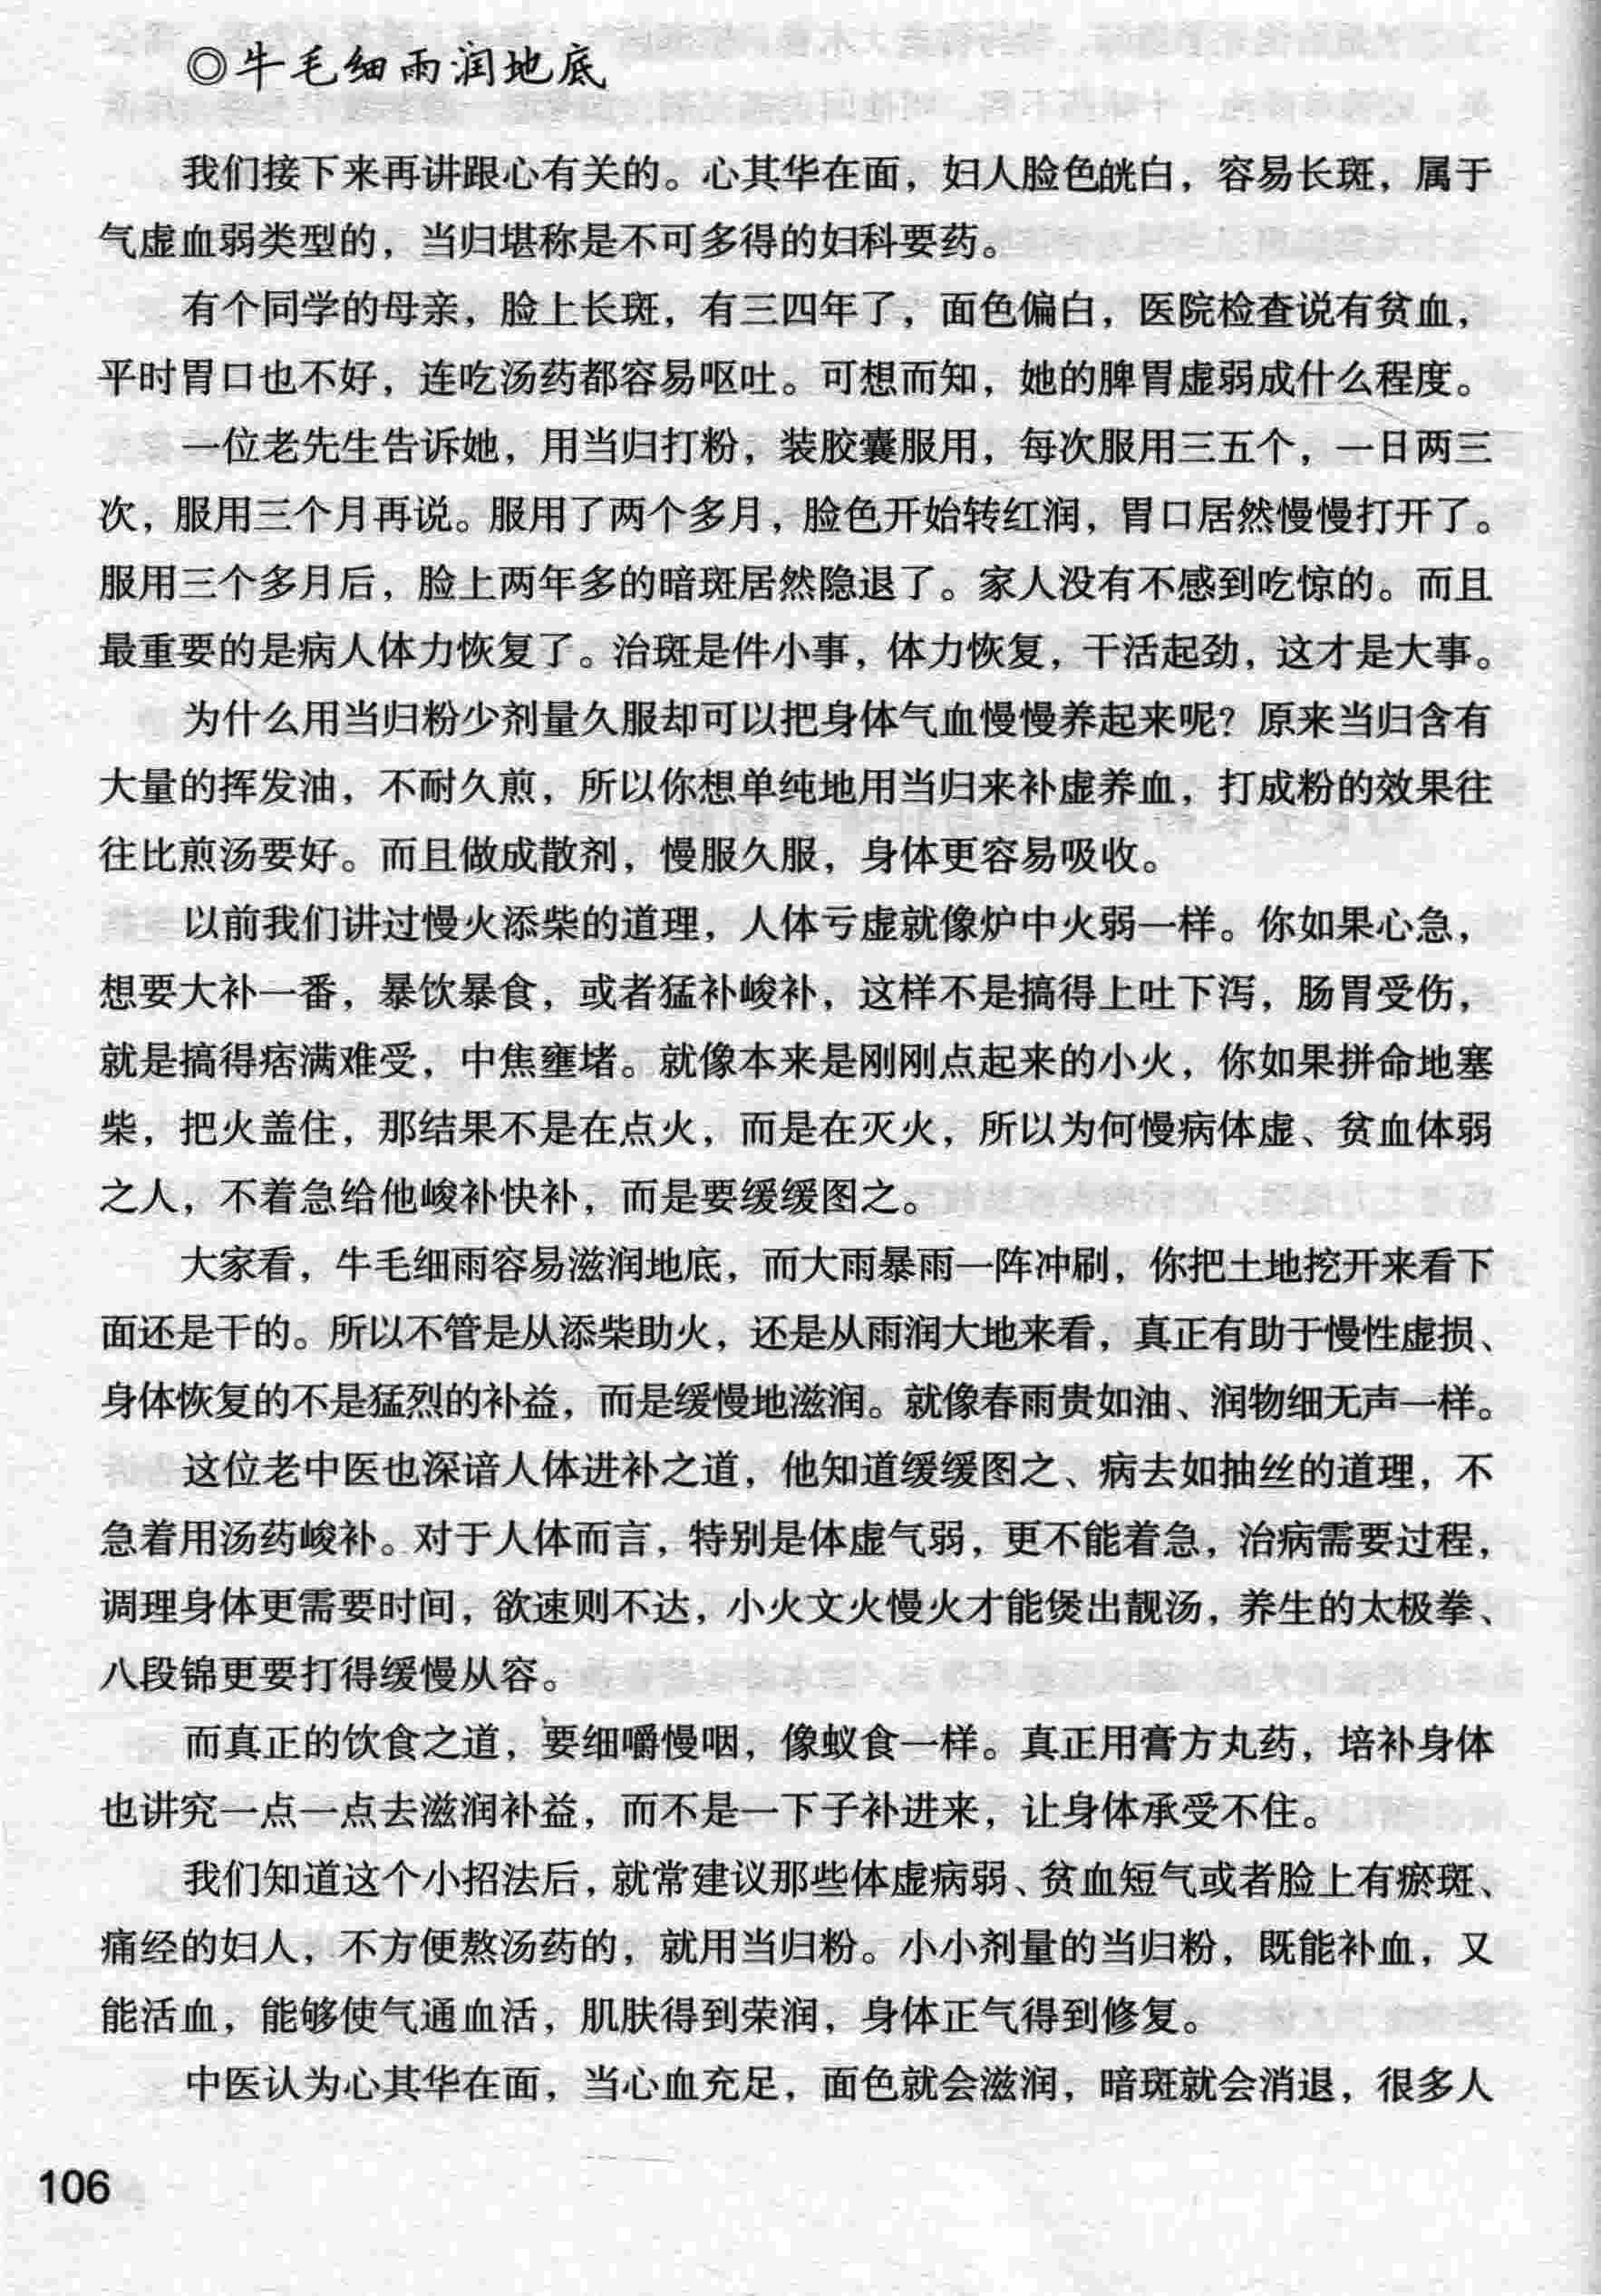 ◎牛毛细雨润地底
我们接下来再讲跟心有关的。心其华在面，妇人脸色㿠白，容易长斑，属于
气虚血弱类型的，当归堪称是不可多得的妇科要药。
有个同学的母亲，脸上长斑，有三四年了，面色偏白，医院检查说有贫血，
平时胃口也不好，连吃汤药都容易呕吐。可想而知，她的脾胃虚弱成什么程度。
一位老先生告诉她，用当归打粉，装胶囊服用，每次服用三五个，一日两三
次，服用三个月再说。服用了两个多月，脸色开始转红润，胃口居然慢慢打开了。
服用三个多月后，脸上两年多的暗斑居然隐退了。家人没有不感到吃惊的。而且
最重要的是病人体力恢复了。治斑是件小事，体力恢复，干活起劲，这才是大事。
为什么用当归粉少剂量久服却可以把身体气血慢慢养起来呢？原来当归含有
大量的挥发油，不耐久煎，所以你想单纯地用当归来补虚养血，打成粉的效果往
往比煎汤要好。而且做成散剂，慢服久服，身体更容易吸收。
以前我们讲过慢火添柴的道理，人体亏虚就像炉中火弱一样。你如果心急，
想要大补一番，暴饮暴食，或者猛补峻补，这样不是搞得上吐下泻，肠胃受伤，
就是搞得痞满难受，中焦壅堵。就像本来是刚刚点起来的小火，你如果拼命地塞
柴，把火盖住，那结果不是在点火，而是在灭火，所以为何慢病体虚、贫血体弱
之人，不着急给他峻补快补，而是要缓缓图之。
大家看，牛毛细雨容易滋润地底，而大雨暴雨一阵冲刷，你把土地挖开来看下
面还是干的。所以不管是从添柴助火，还是从雨润大地来看，真正有助于慢性虚损、
身体恢复的不是猛烈的补益，而是缓慢地滋润。就像春雨贵如油、润物细无声一样。
这位老中医也深谙人体进补之道，他知道缓缓图之、病去如抽丝的道理，不
急着用汤药峻补。对于人体而言，特别是体虚气弱，更不能着急，治病需要过程，
调理身体更需要时间，欲速则不达，小火文火慢火才能煲出靓汤，养生的太极拳、
八段锦更要打得缓慢从容。
而真正的饮食之道，要细嚼慢咽，像蚁食一样。真正用膏方丸药，培补身体
也讲究一点一点去滋润补益，而不是一下子补进来，让身体承受不住。
我们知道这个小招法后，就常建议那些体虚病弱、贫血短气或者脸上有瘀斑、
痛经的妇人，不方便熬汤药的，就用当归粉。小小剂量的当归粉，既能补血，又
能活血，能够使气通血活，肌肤得到荣润，身体正气得到修复。
中医认为心其华在面，当心血充足，面色就会滋润，暗斑就会消退，很多人
106